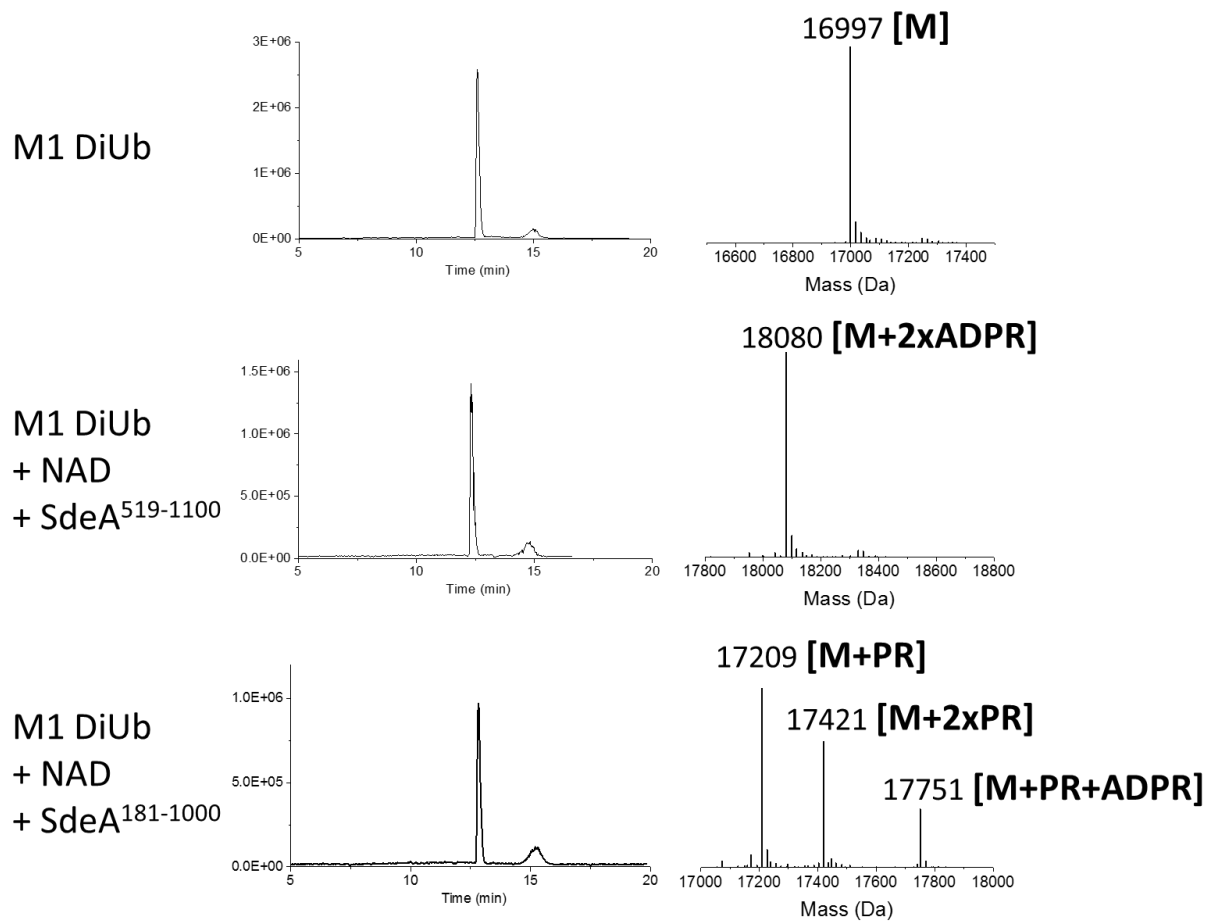 M1 DiUb
3E+06
2E+06
1E+06
0E+00
5 10 15 20
Time (min)
16997 [M]
16600 16800 17000 17200 17400
Mass (Da)
M1 DiUb
+ NAD
+ SdeA519-1100
1.5E+06
1.0E+06
5.0E+05
0.0E+00
5 10 15 20
Time (min)
18080 [M+2xADPR]
17800 18000 18200 18400 18600 18800
Mass (Da)
M1 DiUb
+ NAD
+ SdeA181-1000
1.0E+06
5.0E+05
0.0E+00
5 10 15 20
Time (min)
17209 [M+PR]
17421 [M+2xPR]
17751 [M+PR+ADPR]
17000 17200 17400 17600 17800 18000
Mass (Da)